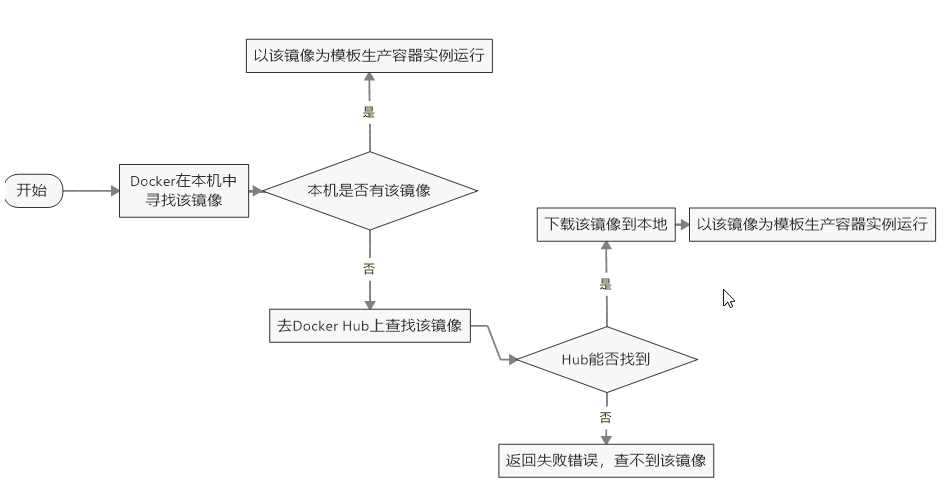 以该镜像为模板生产容器实例运行
是
开始
Docker在本机中
寻找该镜像
本机是否有该镜像
否
去Docker Hub上查找该镜像
下载该镜像到本地
以该镜像为模板生产容器实例运行
是
Hub能否找到
否
返回失败错误，查不到该镜像